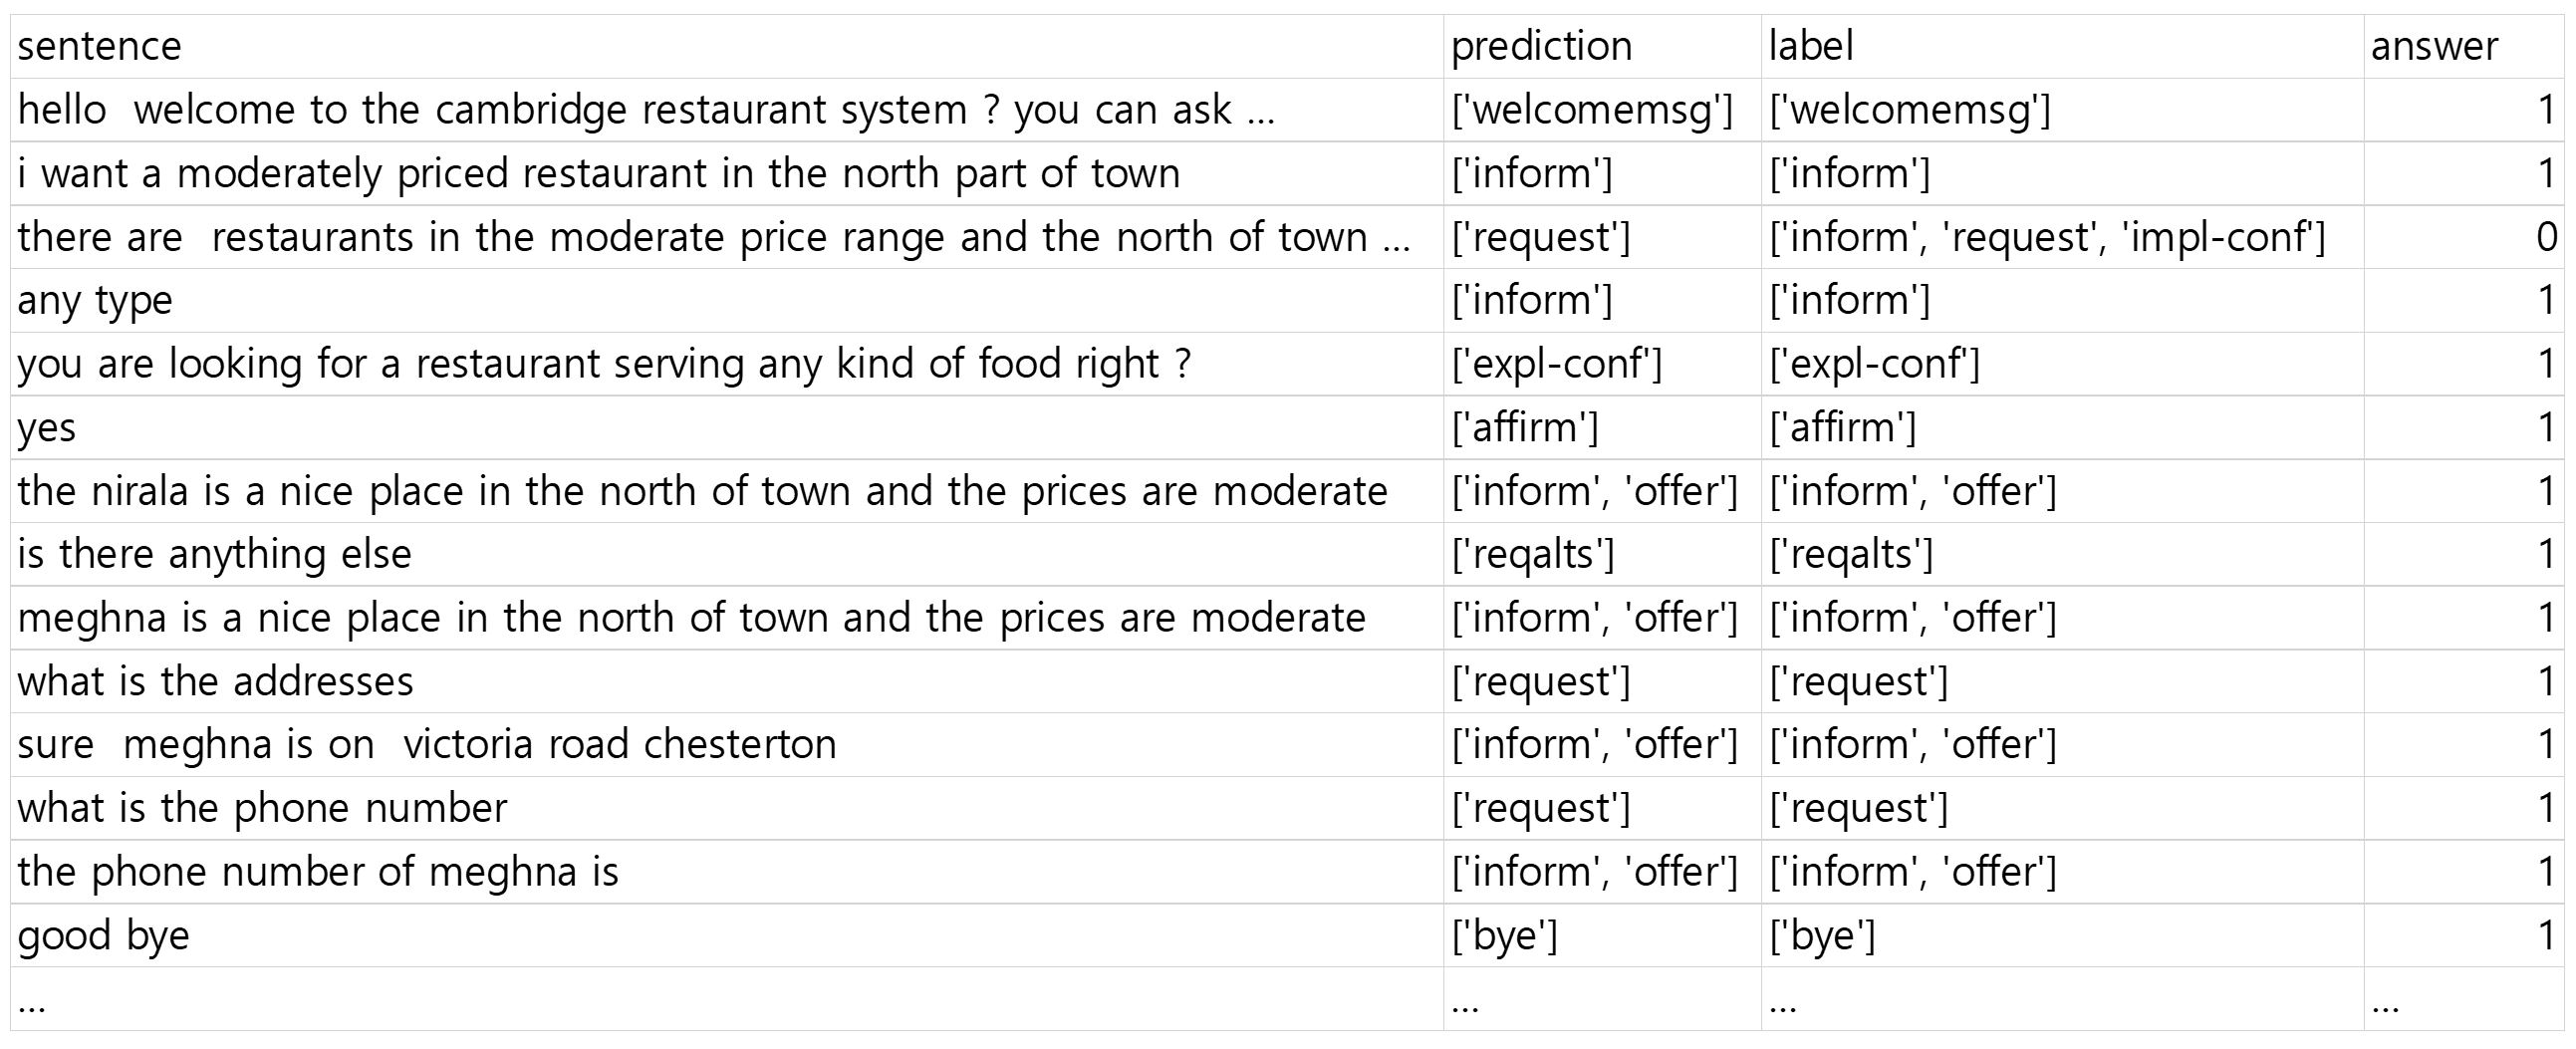 sentence prediction label answer
hello  welcome to the cambridge restaurant system ? you can ask ... ['welcomemsg'] ['welcomemsg'] 1
i want a moderately priced restaurant in the north part of town ['inform'] ['inform'] 1
there are  restaurants in the moderate price range and the north of town ... ['request'] ['inform', 'request', 'impl-conf'] 0
any type ['inform'] ['inform'] 1
you are looking for a restaurant serving any kind of food right ? ['expl-conf'] ['expl-conf'] 1
yes ['affirm'] ['affirm'] 1
the nirala is a nice place in the north of town and the prices are moderate ['inform', 'offer'] ['inform', 'offer'] 1
is there anything else ['reqalts'] ['reqalts'] 1
meghna is a nice place in the north of town and the prices are moderate ['inform', 'offer'] ['inform', 'offer'] 1
what is the addresses ['request'] ['request'] 1
sure  meghna is on  victoria road chesterton ['inform', 'offer'] ['inform', 'offer'] 1
what is the phone number ['request'] ['request'] 1
the phone number of meghna is ['inform', 'offer'] ['inform', 'offer'] 1
good bye ['bye'] ['bye'] 1
... ... ... ...